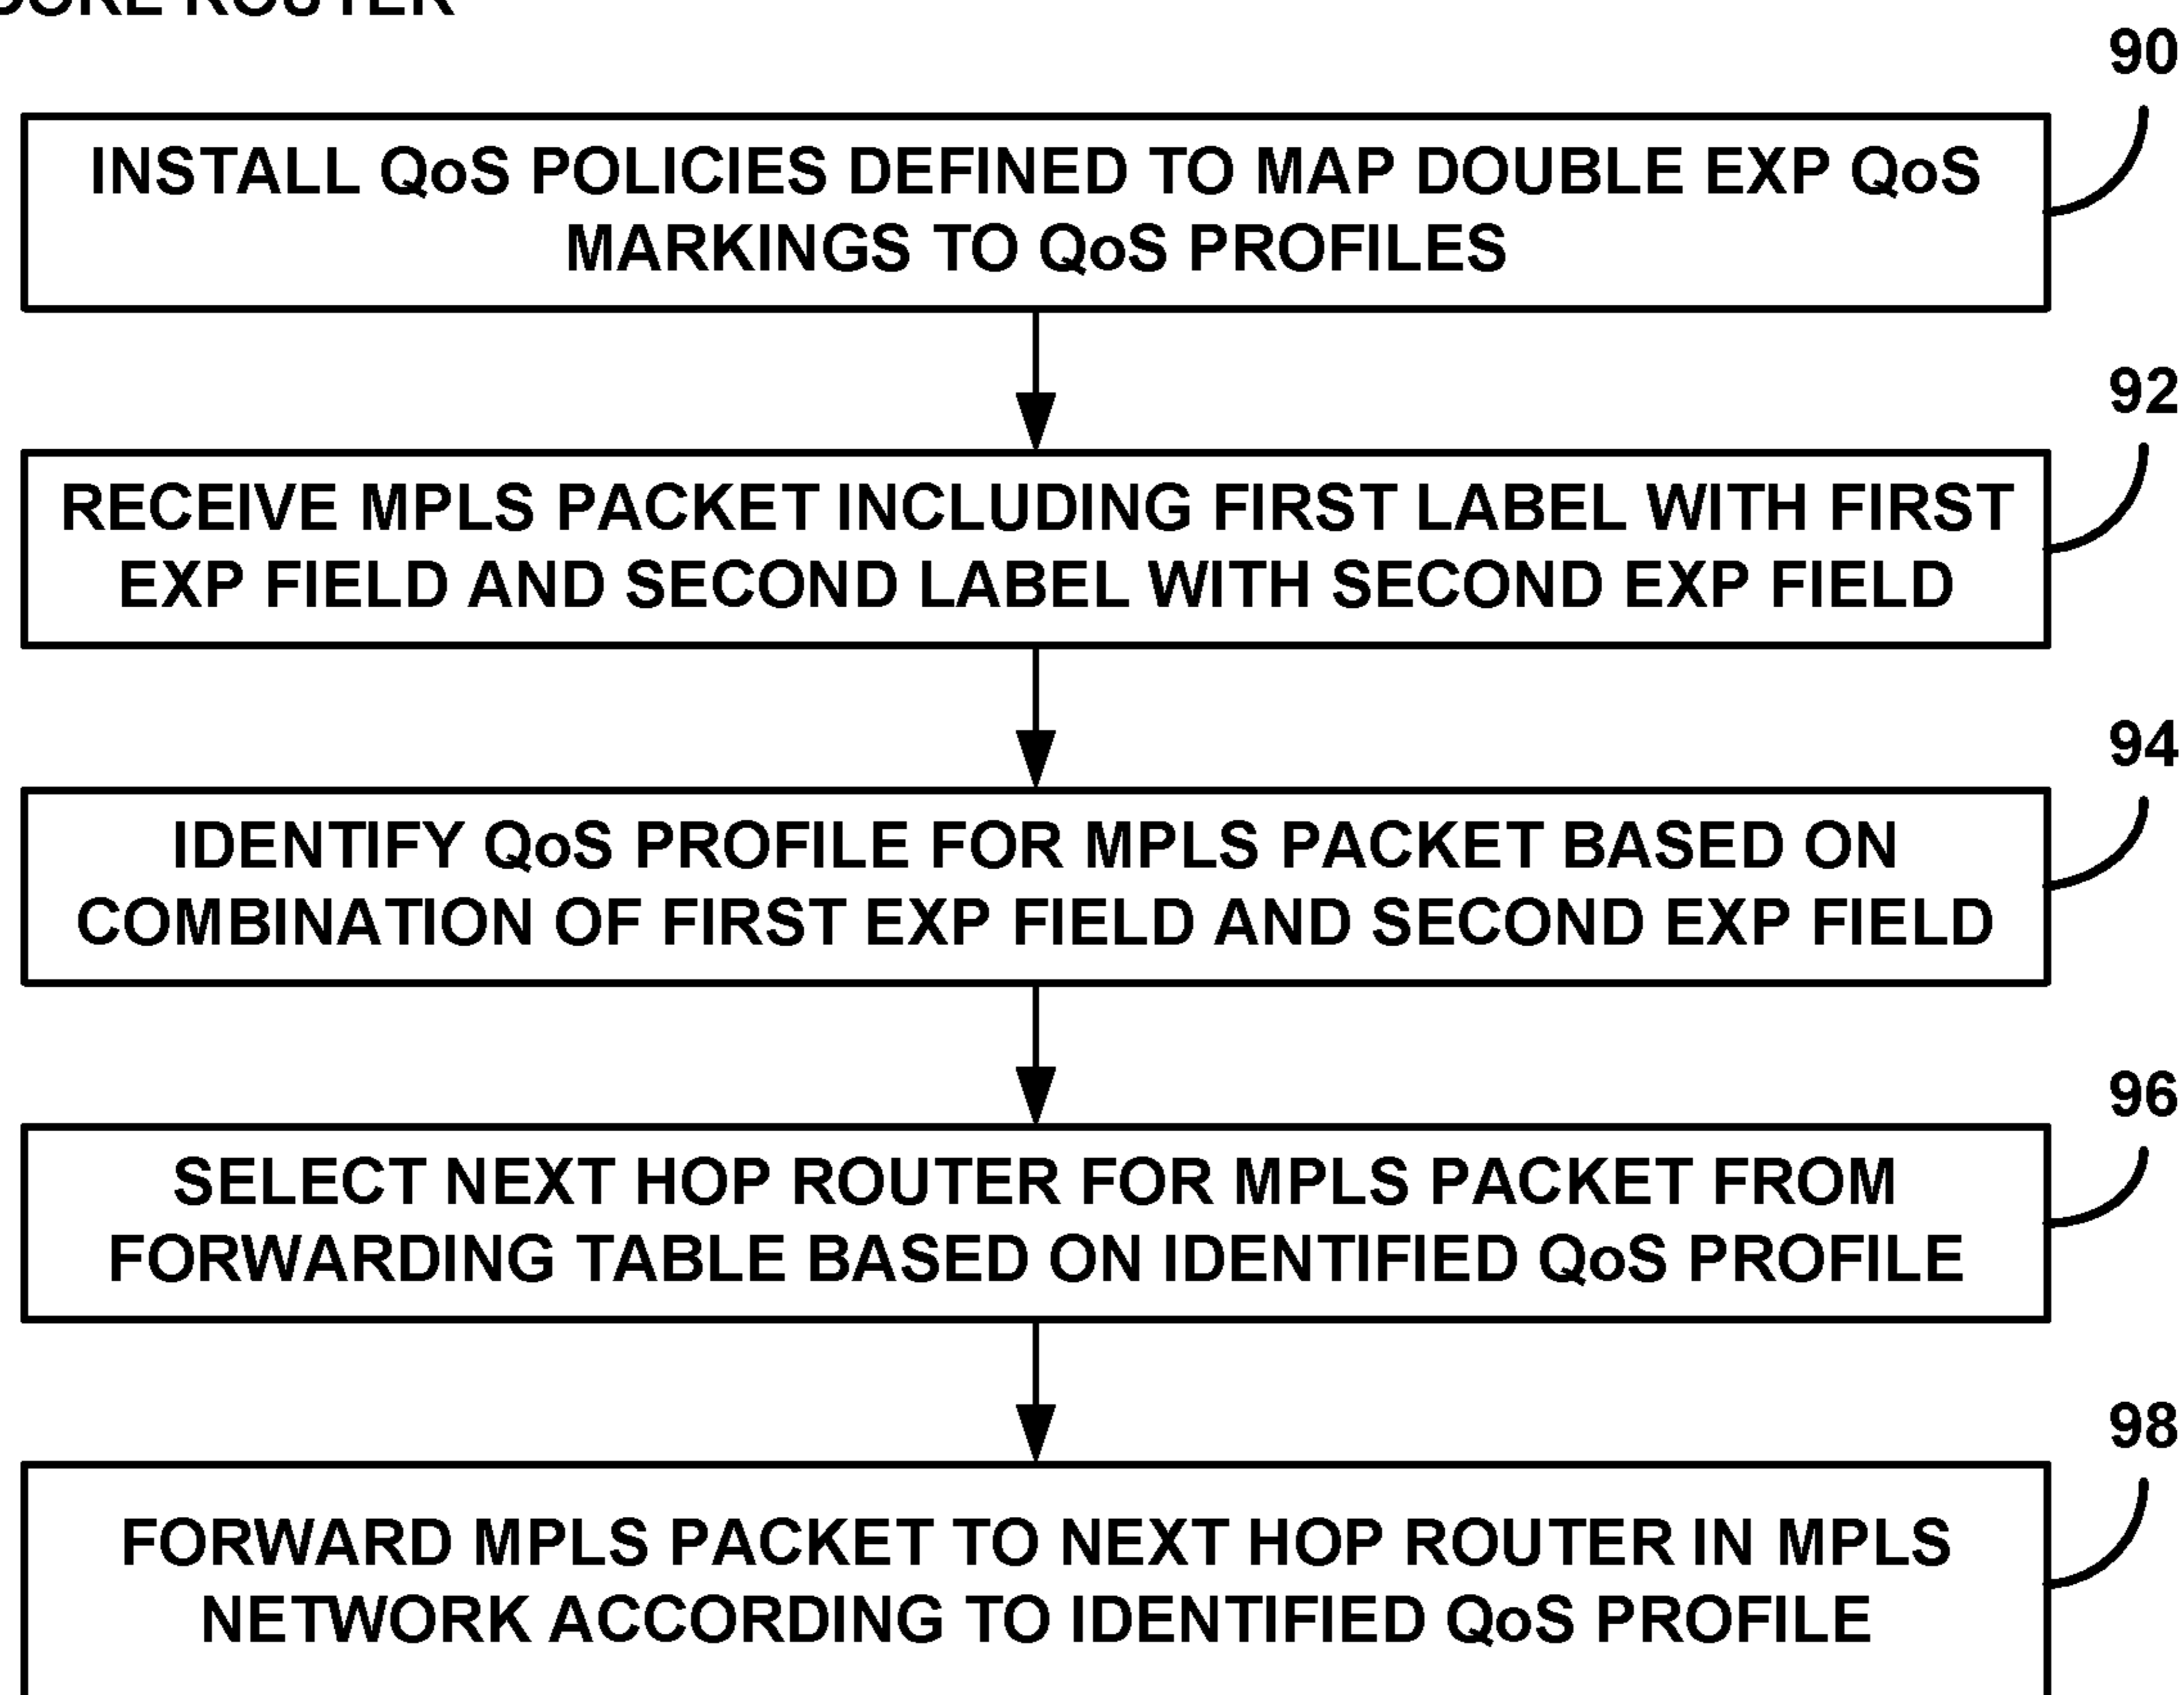 CORE ROUTER
90
INSTALL QoS POLICIES DEFINED TO MAP DOUBLE EXP QoS
MARKINGS TO QoS PROFILES
92
RECEIVE MPLS PACKET INCLUDING FIRST LABEL WITH FIRST
EXP FIELD AND SECOND LABEL WITH SECOND EXP FIELD
94
IDENTIFY QoS PROFILE FOR MPLS PACKET BASED ON
COMBINATION OF FIRST EXP FIELD AND SECOND EXP FIELD
96
SELECT NEXT HOP ROUTER FOR MPLS PACKET FROM
FORWARDING TABLE BASED ON IDENTIFIED QoS PROFILE
98
FORWARD MPLS PACKET TO NEXT HOP ROUTER IN MPLS
NETWORK ACCORDING TO IDENTIFIED QoS PROFILE